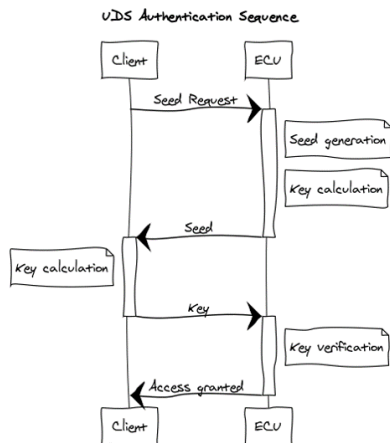 UDS Authentication Sequence
Client
ECU
Seed Request
Seed generation
Key calculation
Seed
Key calculation
Key
Key verification
Access granted
Client
ECU